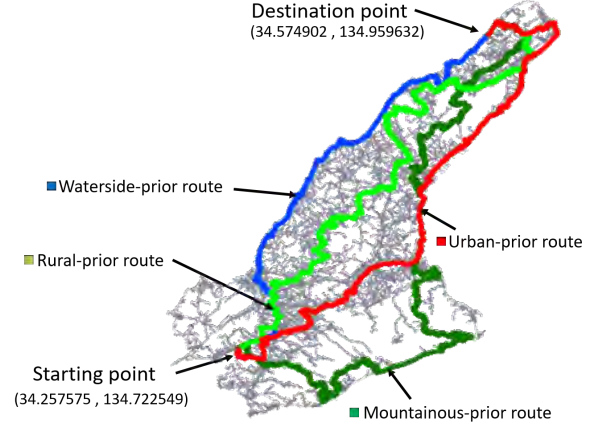 Destination point
(34.574902 , 134.959632)
Waterside-prior route
Urban-prior route
Rural-prior route
Starting point
(34.257575 , 134.722549)
Mountainous-prior route